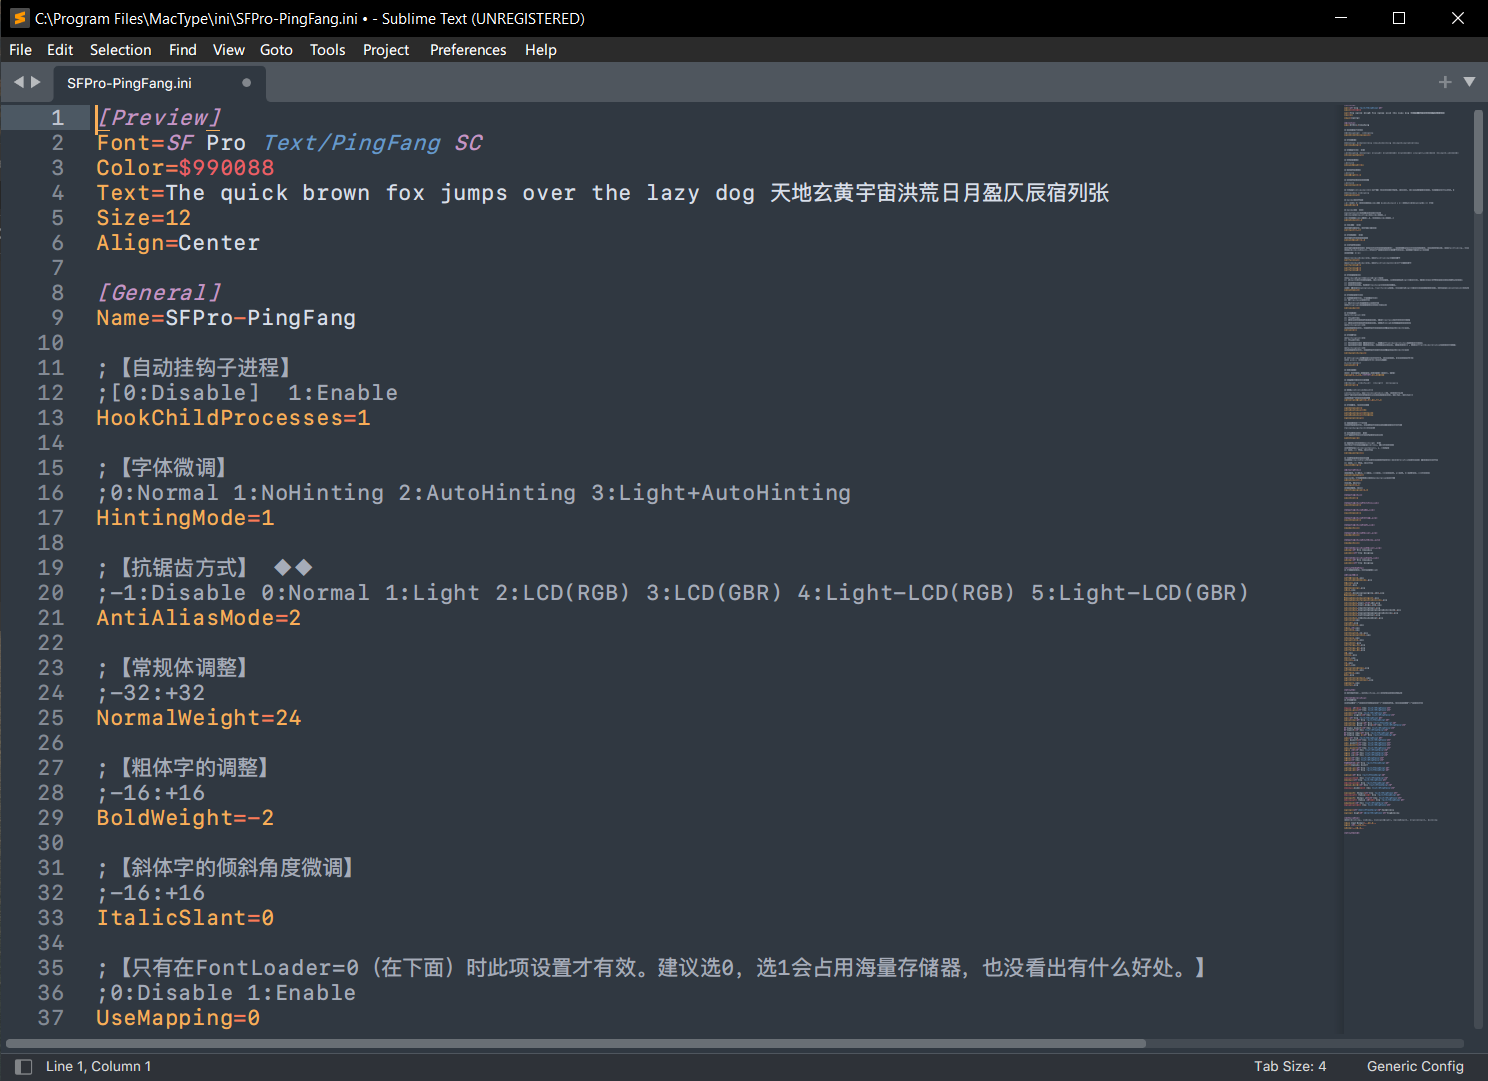 C:\Program Files\MacType\ini\SFPro-PingFang.ini • - Sublime Text (UNREGISTERED)
File Edit Selection Find View Goto Tools Project Preferences Help
SFPro-PingFang.ini
1 [Preview]
2 Font=SF Pro Text/PingFang SC
3 Color=$990088
4 Text=The quick brown fox jumps over the lazy dog 天地玄黄宇宙洪荒日月盈仄辰宿列张
5 Size=12
6 Align=Center
7
8 [General]
9 Name=SFPro-PingFang
10
11 ;【自动挂钩子进程】
12 ;[0:Disable]  1:Enable
13 HookChildProcesses=1
14
15 ;【字体微调】
16 ;0:Normal 1:NoHinting 2:AutoHinting 3:Light+AutoHinting
17 HintingMode=1
18
19 ;【抗锯齿方式】 ◆◆
20 ;-1:Disable 0:Normal 1:Light 2:LCD(RGB) 3:LCD(GBR) 4:Light-LCD(RGB) 5:Light-LCD(GBR)
21 AntiAliasMode=2
22
23 ;【常规体调整】
24 ;-32:+32
25 NormalWeight=24
26
27 ;【粗体字的调整】
28 ;-16:+16
29 BoldWeight=-2
30
31 ;【斜体字的倾斜角度微调】
32 ;-16:+16
33 ItalicSlant=0
34
35 ;【只有在FontLoader=0（在下面）时此项设置才有效。建议选0，选1会占用海量存储器，也没看出有什么好处。】
36 ;0:Disable 1:Enable
37 UseMapping=0
Line 1, Column 1
Tab Size: 4
Generic Config